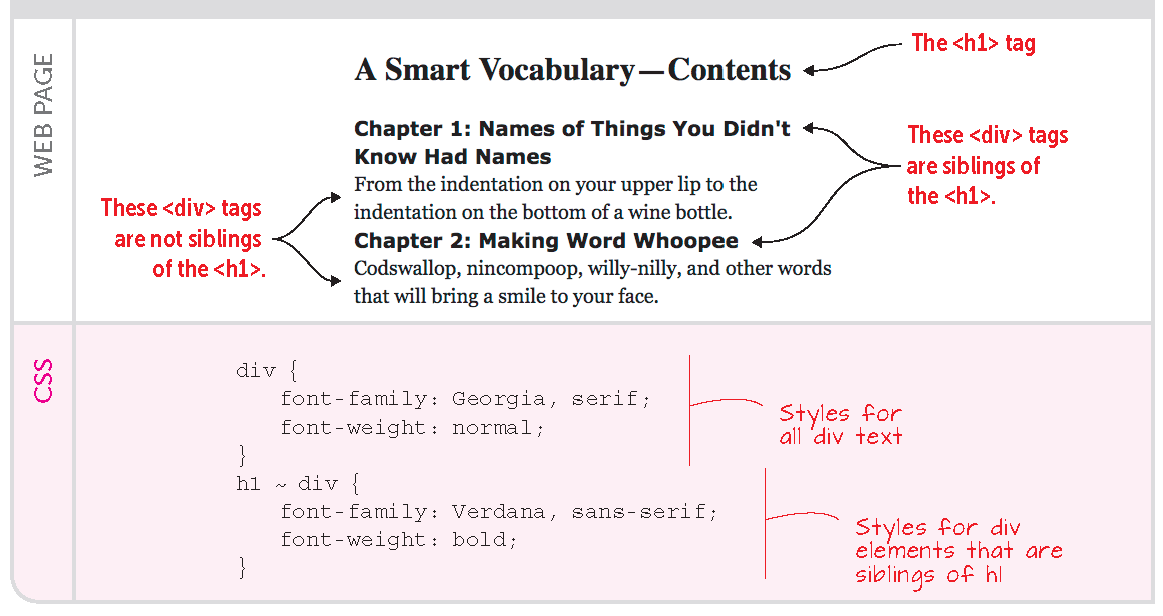 WEB PAGE
A Smart Vocabulary—Contents
The <h1> tag
Chapter 1: Names of Things You Didn't
Know Had Names
These <div> tags
are siblings of
the <h1>.
From the indentation on your upper lip to the
indentation on the bottom of a wine bottle.
These <div> tags
are not siblings
of the <h1>.
Chapter 2: Making Word Whoopee
Codswallop, nincompoop, willy-nilly, and other words
that will bring a smile to your face.
CSS
div {
font-family: Georgia, serif;
font-weight: normal;
}
Styles for
all div text
h1 ~ div {
font-family: Verdana, sans-serif;
font-weight: bold;
}
Styles for div
elements that are
siblings of h1